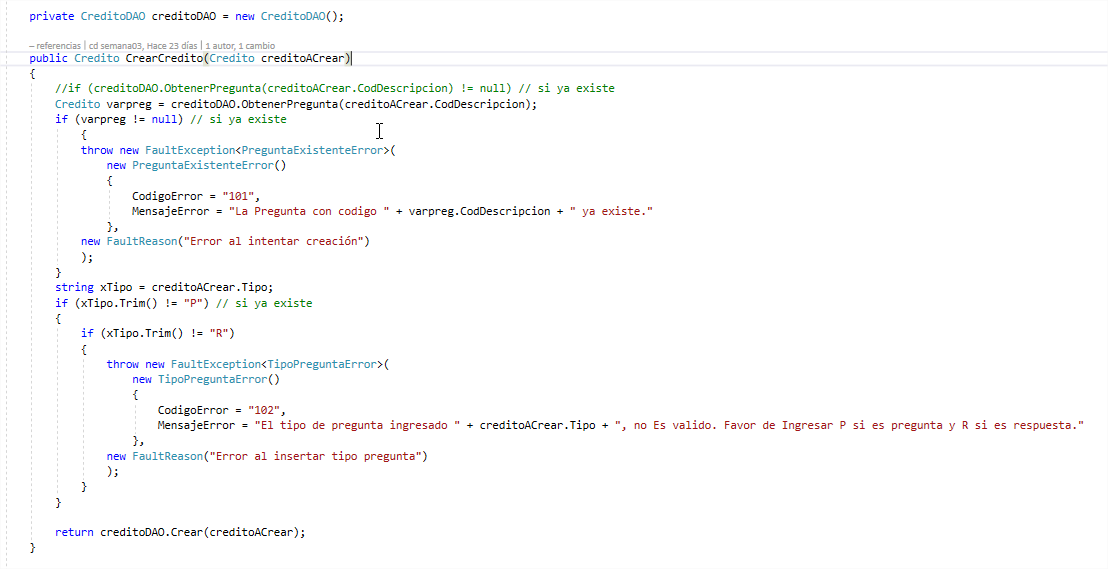 private CreditoDAO creditoDAO = new CreditoDAO();
– referencias | cd semana03, Hace 23 días | 1 autor, 1 cambio
public Credito CrearCredito(Credito creditoACrear)
{
//if (creditoDAO.ObtenerPregunta(creditoACrear.CodDescripcion) != null) // si ya existe
Credito varpreg = creditoDAO.ObtenerPregunta(creditoACrear.CodDescripcion);
if (varpreg != null) // si ya existe
{
throw new FaultException<PreguntaExistenteError>(
new PreguntaExistenteError()
{
CodigoError = "101",
MensajeError = "La Pregunta con codigo " + varpreg.CodDescripcion + " ya existe."
},
new FaultReason("Error al intentar creación")
);
}
string xTipo = creditoACrear.Tipo;
if (xTipo.Trim() != "P") // si ya existe
{
if (xTipo.Trim() != "R")
{
throw new FaultException<TipoPreguntaError>(
new TipoPreguntaError()
{
CodigoError = "102",
MensajeError = "El tipo de pregunta ingresado " + creditoACrear.Tipo + ", no Es valido. Favor de Ingresar P si es pregunta y R si es respuesta."
},
new FaultReason("Error al insertar tipo pregunta")
);
}
}
return creditoDAO.Crear(creditoACrear);
}